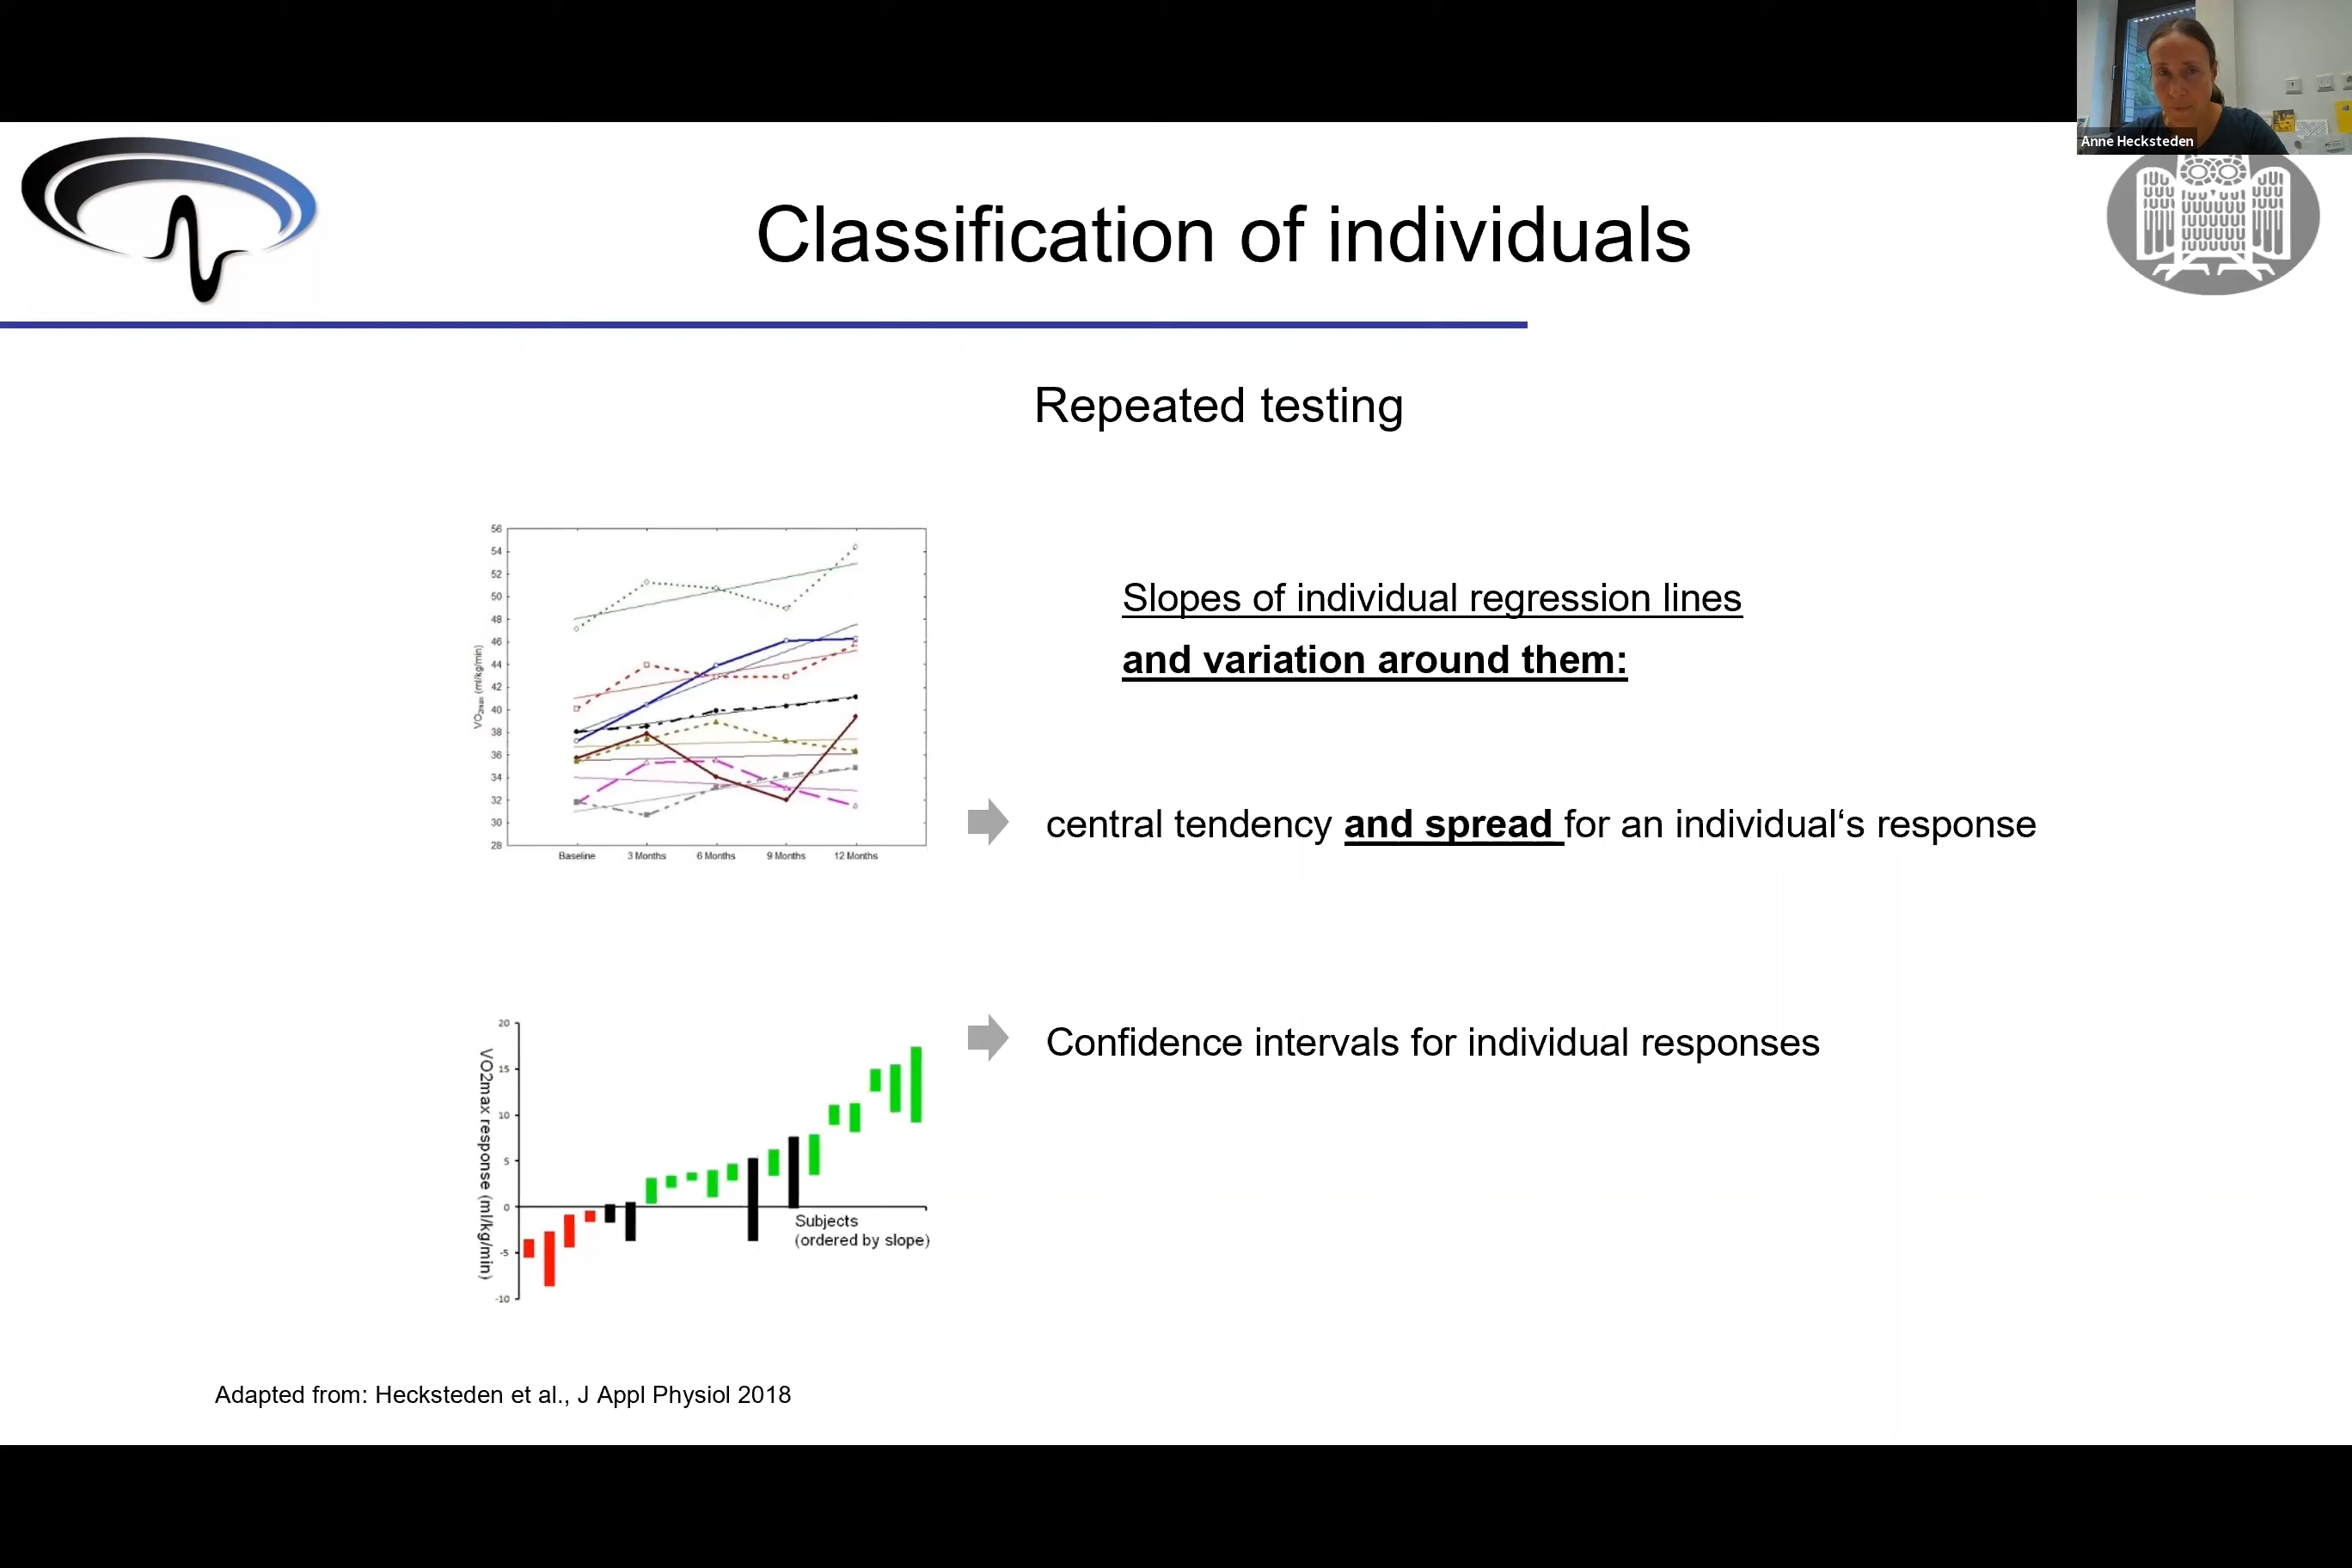 Anne Hecksteden
Classification of individuals
Repeated testing
56
54
52
50
48
46
44
42
40
38
36
34
32
30
28
VO2max (ml/kg/min)
Baseline 3 Months 6 Months 9 Months 12 Months
Slopes of individual regression lines
and variation around them:
central tendency and spread for an individual‘s response
20
15
10
5
0
-5
-10
VO2max response (ml/kg/min)
Subjects
(ordered by slope)
Confidence intervals for individual responses
Adapted from: Hecksteden et al., J Appl Physiol 2018